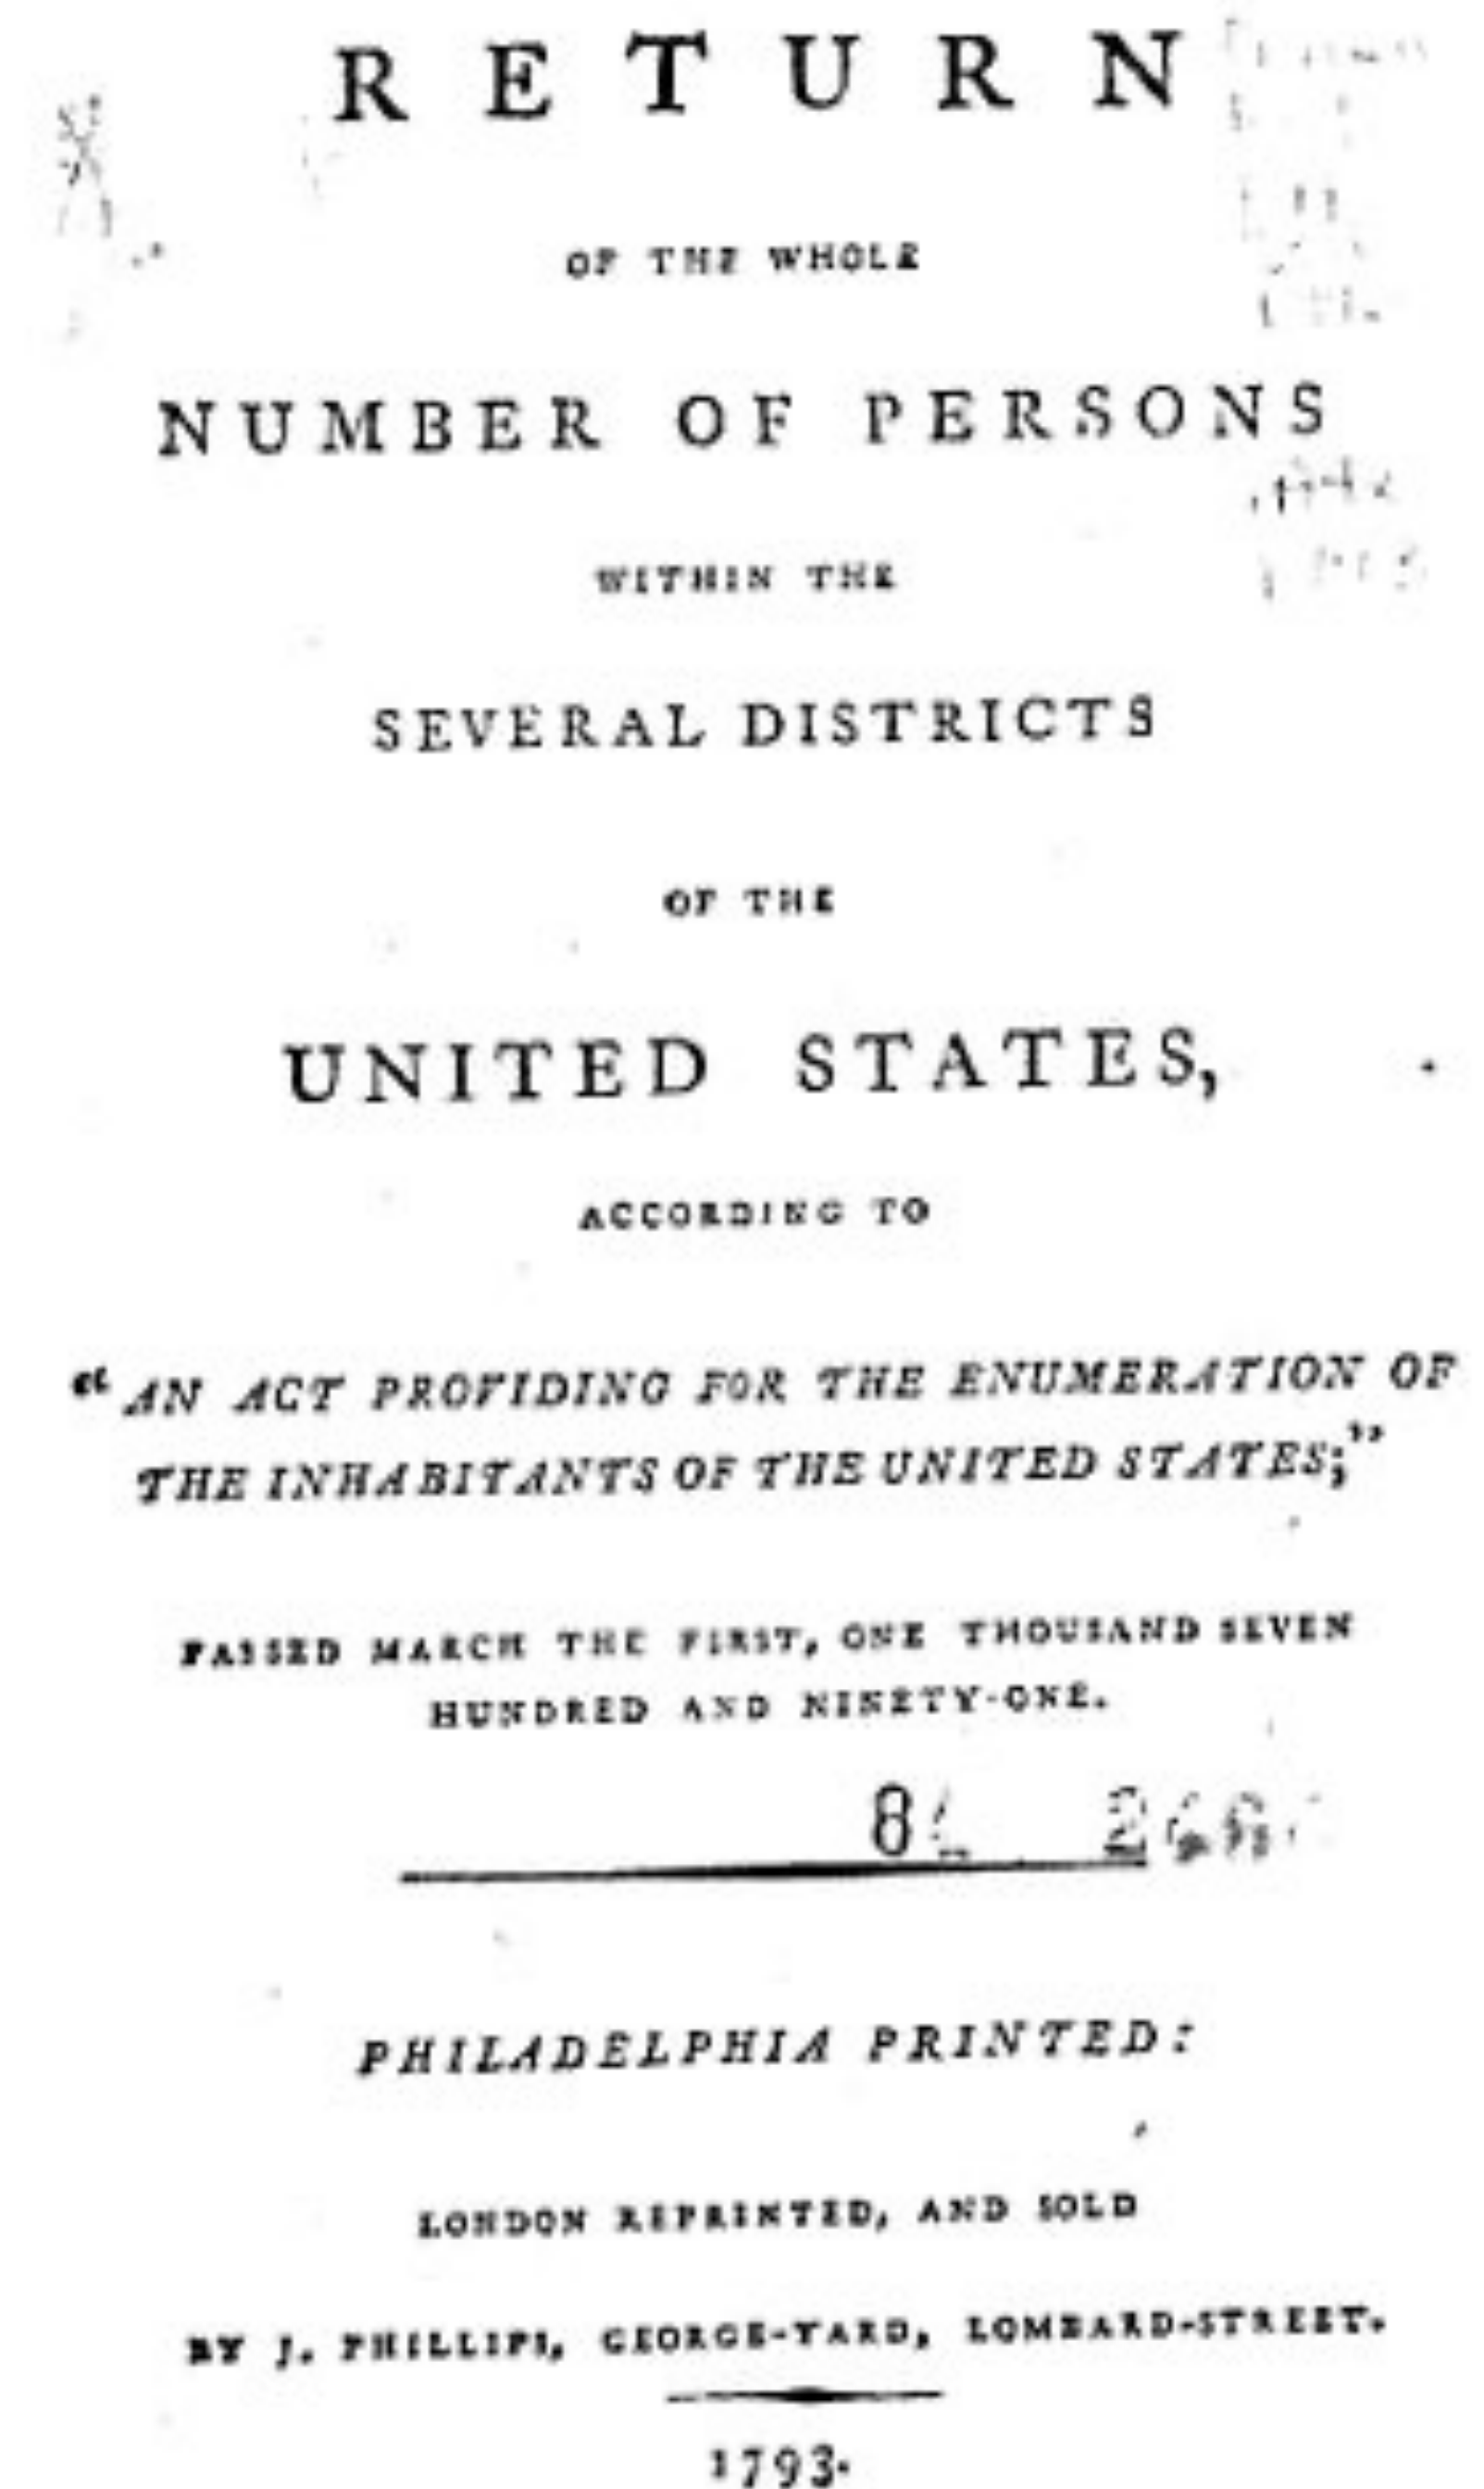 RETURN
OF THE WHOLE
NUMBER OF PERSONS
WITHIN THE
SEVERAL DISTRICTS
OF THE
UNITED STATES,
ACCORDING TO
“AN ACT PROVIDING FOR THE ENUMERATION OF
THE INHABITANTS OF THE UNITED STATES;”
PASSED MARCH THE FIRST, ONE THOUSAND SEVEN
HUNDRED AND NINETY-ONE.
PHILADELPHIA PRINTED:
LONDON REPRINTED, AND SOLD
BY J. PHILLIPS, GEORGE-YARD, LOMBARD-STREET.
1793.